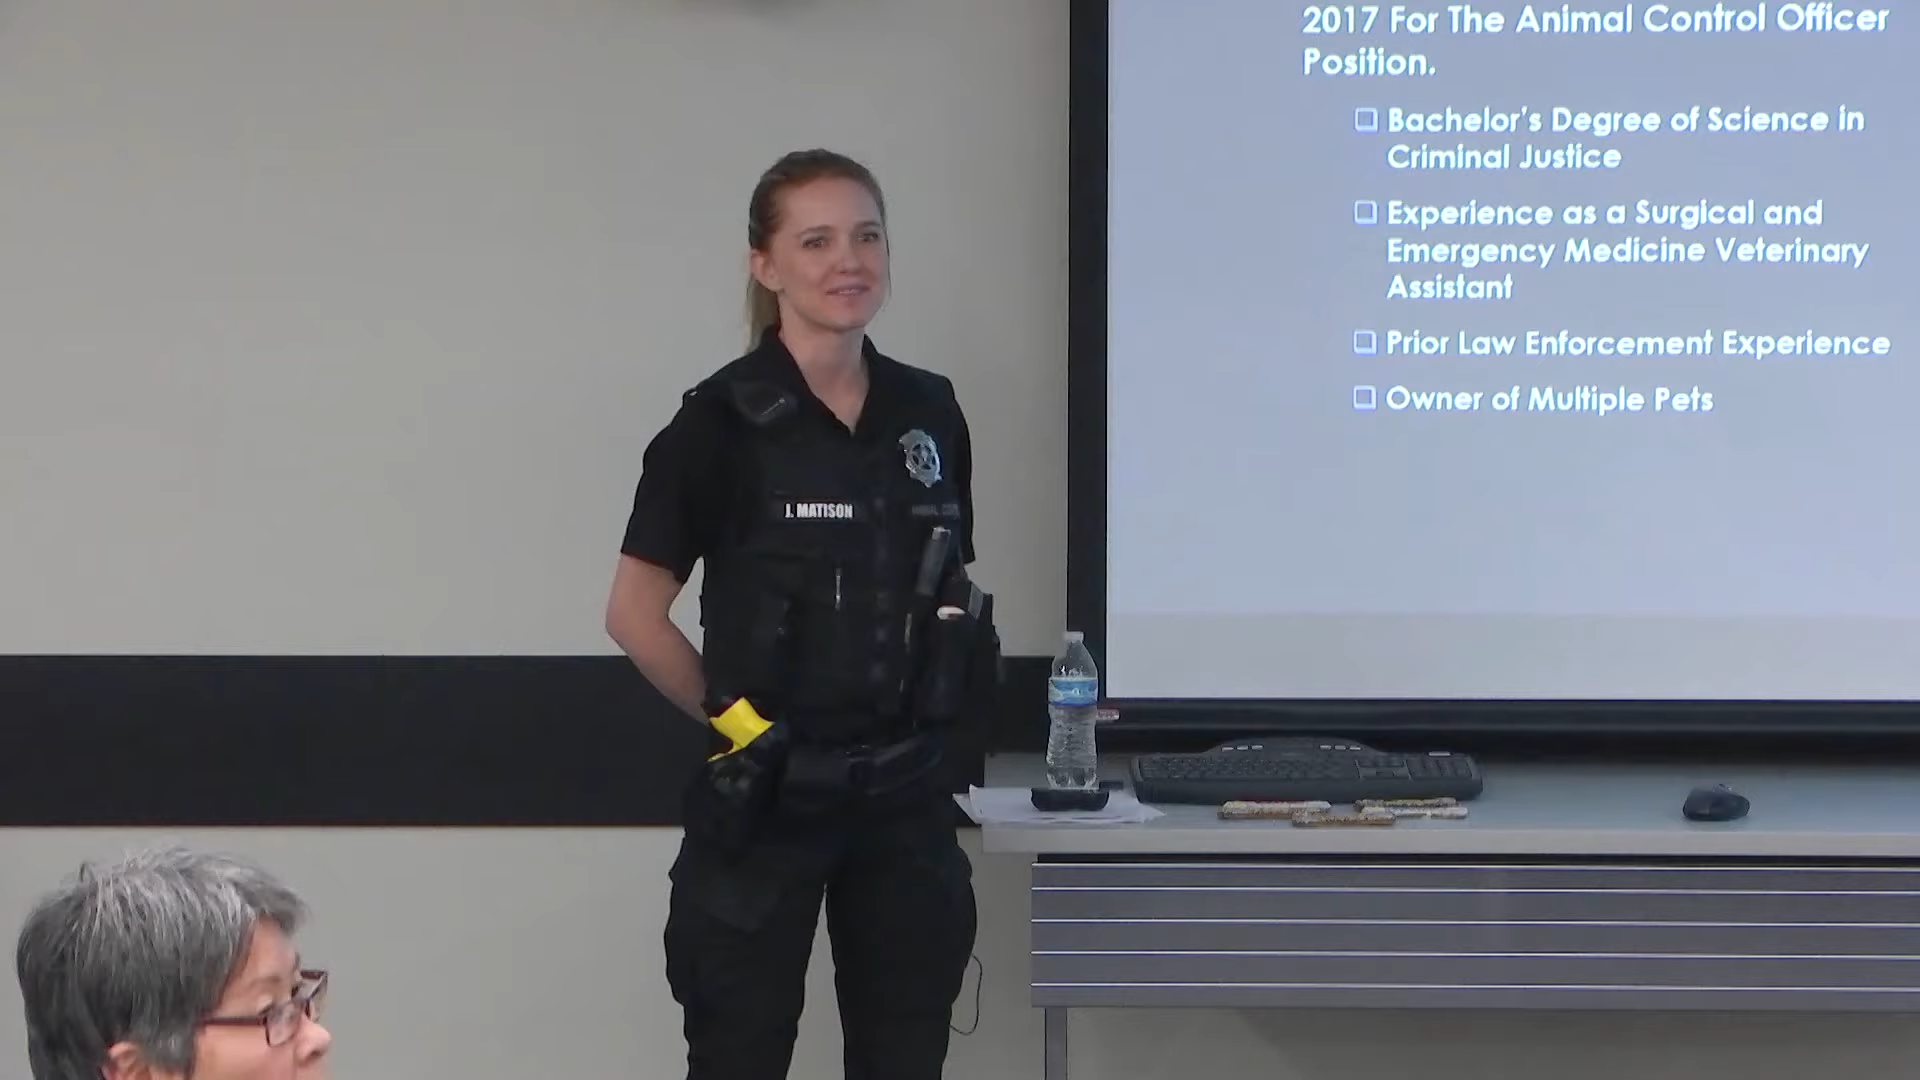 2017 For The Animal Control Officer
Position.
❑ Bachelor's Degree of Science in
Criminal Justice
❑ Experience as a Surgical and
Emergency Medicine Veterinary
Assistant
❑ Prior Law Enforcement Experience
❑ Owner of Multiple Pets
J. MATISON